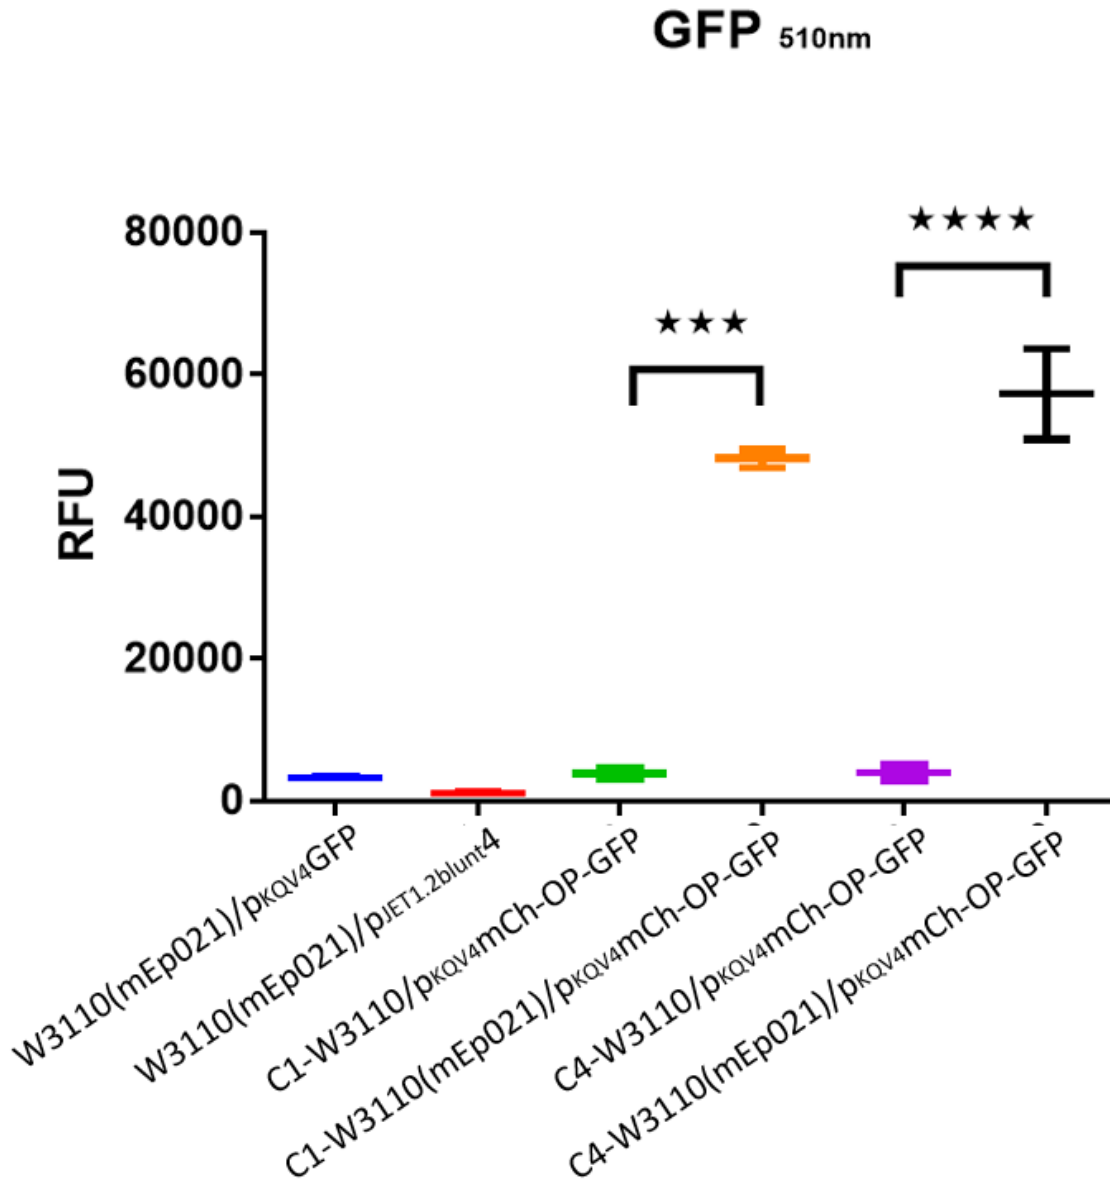 GFP 510nm
★★★★
★★★
80000
60000
40000
20000
0
RFU
W3110(mEp021)/pKQV4GFP
W3110(mEp021)/pJET1.2blunt4
C1-W3110/pKQV4mCh-OP-GFP
C1-W3110(mEp021)/pKQV4mCh-OP-GFP
C4-W3110/pKQV4mCh-OP-GFP
C4-W3110(mEp021)/pKQV4mCh-OP-GFP